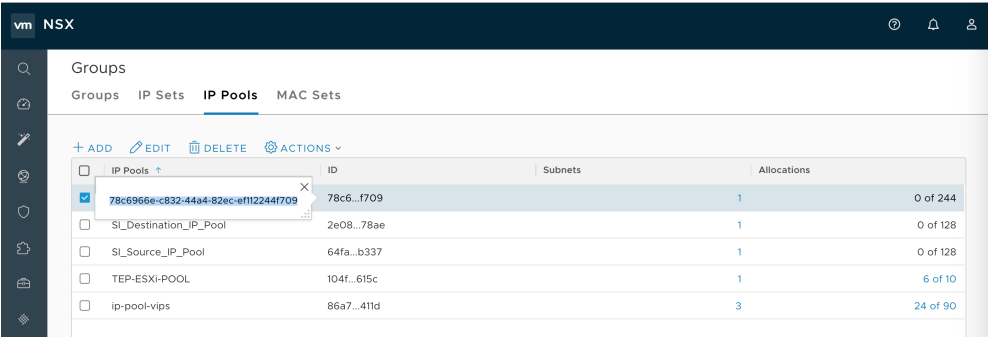 vm NSX
Groups
Groups IP Sets IP Pools MAC Sets
+ ADD EDIT DELETE ACTIONS
IP Pools ↑ ID Subnets Allocations
78c6966e-c832-44a4-82ec-ef112244f709
78c6...f709 1 0 of 244
SI_Destination_IP_Pool 2e08...78ae 1 0 of 128
SI_Source_IP_Pool 64fa...b337 1 0 of 128
TEP-ESXi-POOL 104f...615c 1 6 of 10
ip-pool-vips 86a7...411d 3 24 of 90